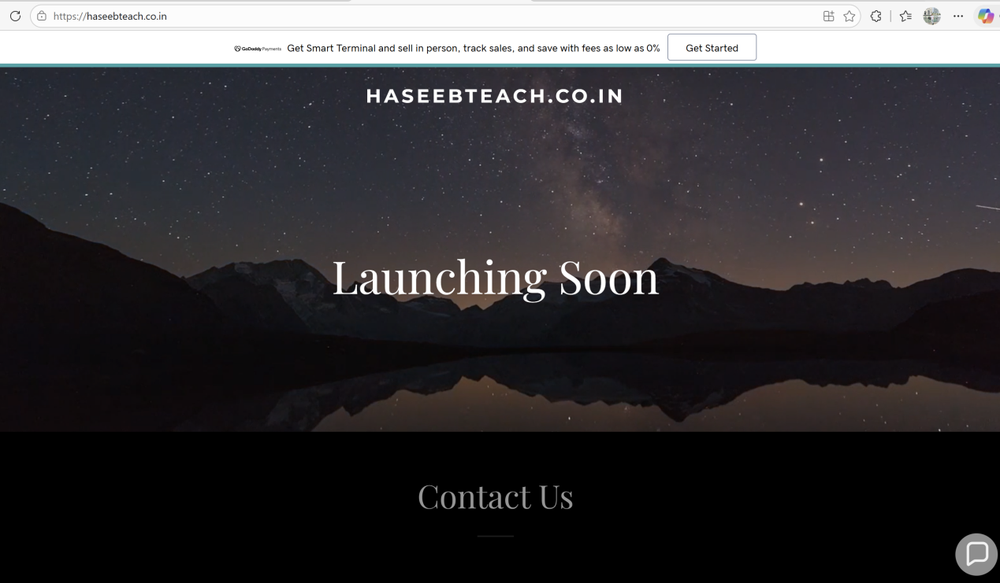 https://haseebteach.co.in
GoDaddy Payments Get Smart Terminal and sell in person, track sales, and save with fees as low as 0% Get Started
HASEEBTEACH.CO.IN
Launching Soon
Contact Us